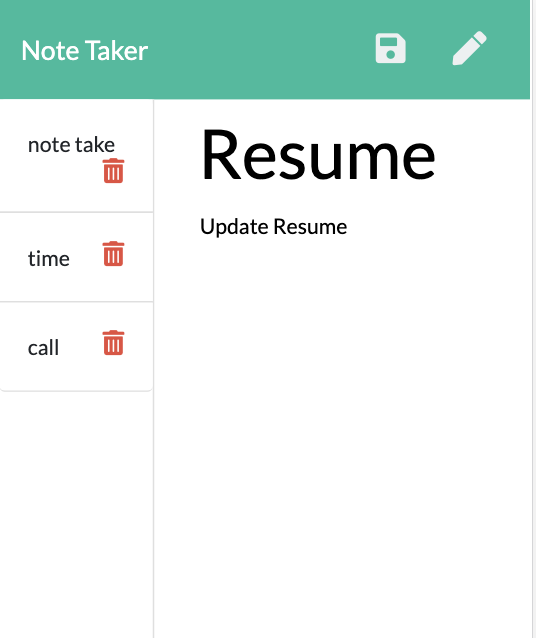 Note Taker
note take
time
call
Resume
Update Resume